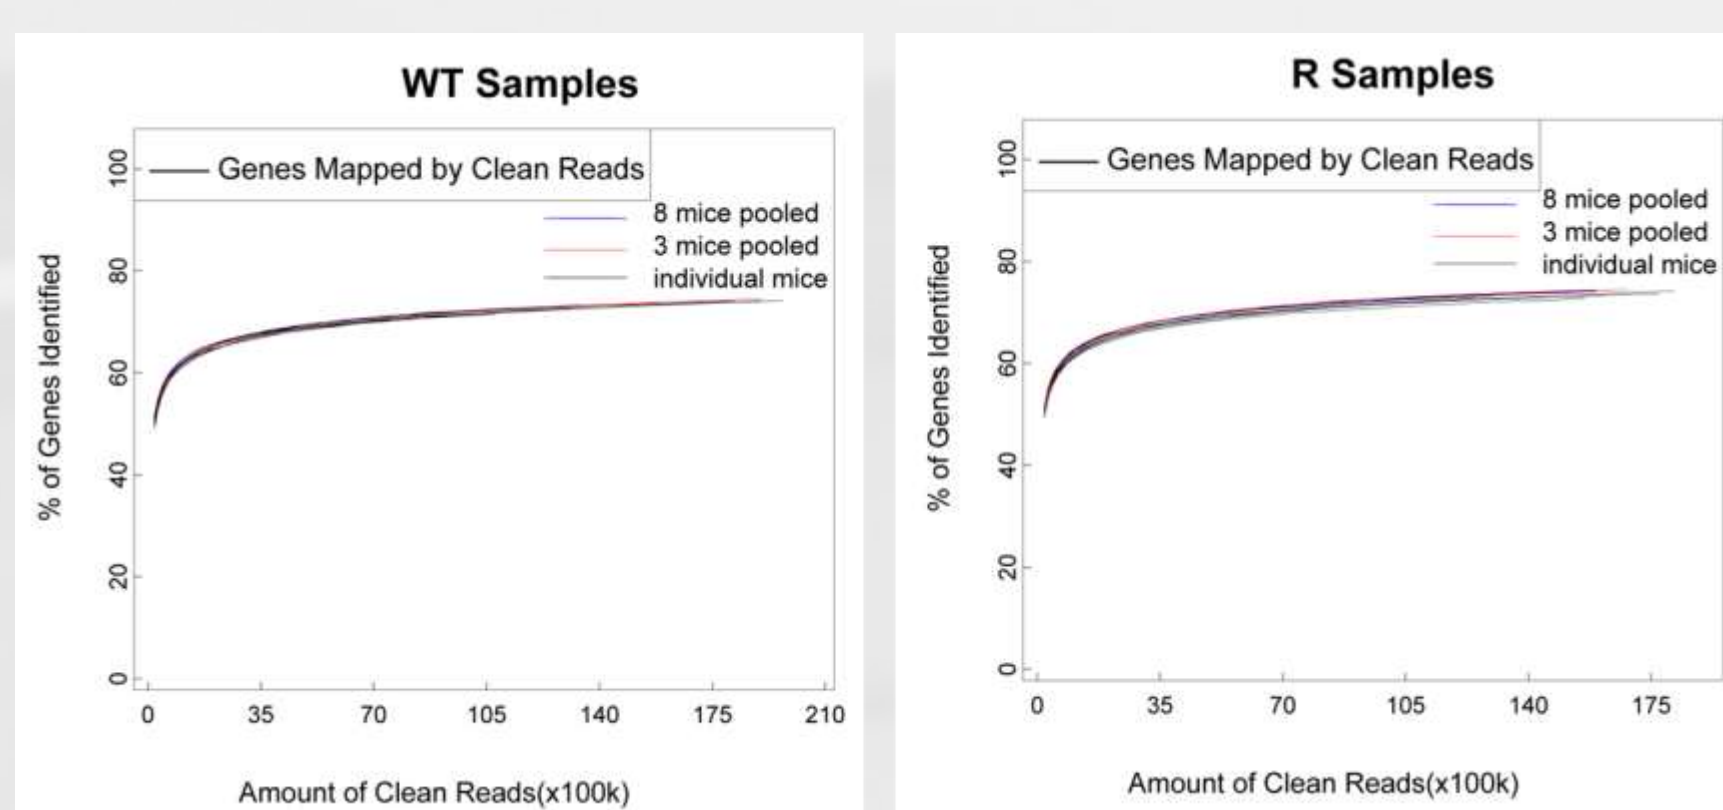 WT Samples
Genes Mapped by Clean Reads
8 mice pooled
3 mice pooled
individual mice
% of Genes Identified
100
80
60
40
20
0
0 35 70 105 140 175 210
Amount of Clean Reads(x100k)
R Samples
Genes Mapped by Clean Reads
8 mice pooled
3 mice pooled
individual mice
% of Genes Identified
100
80
60
40
20
0
0 35 70 105 140 175
Amount of Clean Reads(x100k)